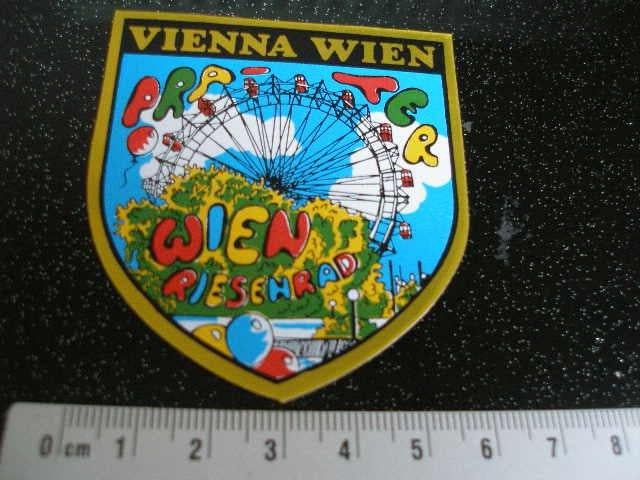 VIENNA WIEN
PRATER
WIEN
RIESENRAD
0 cm 1 2 3 4 5 6 7 8